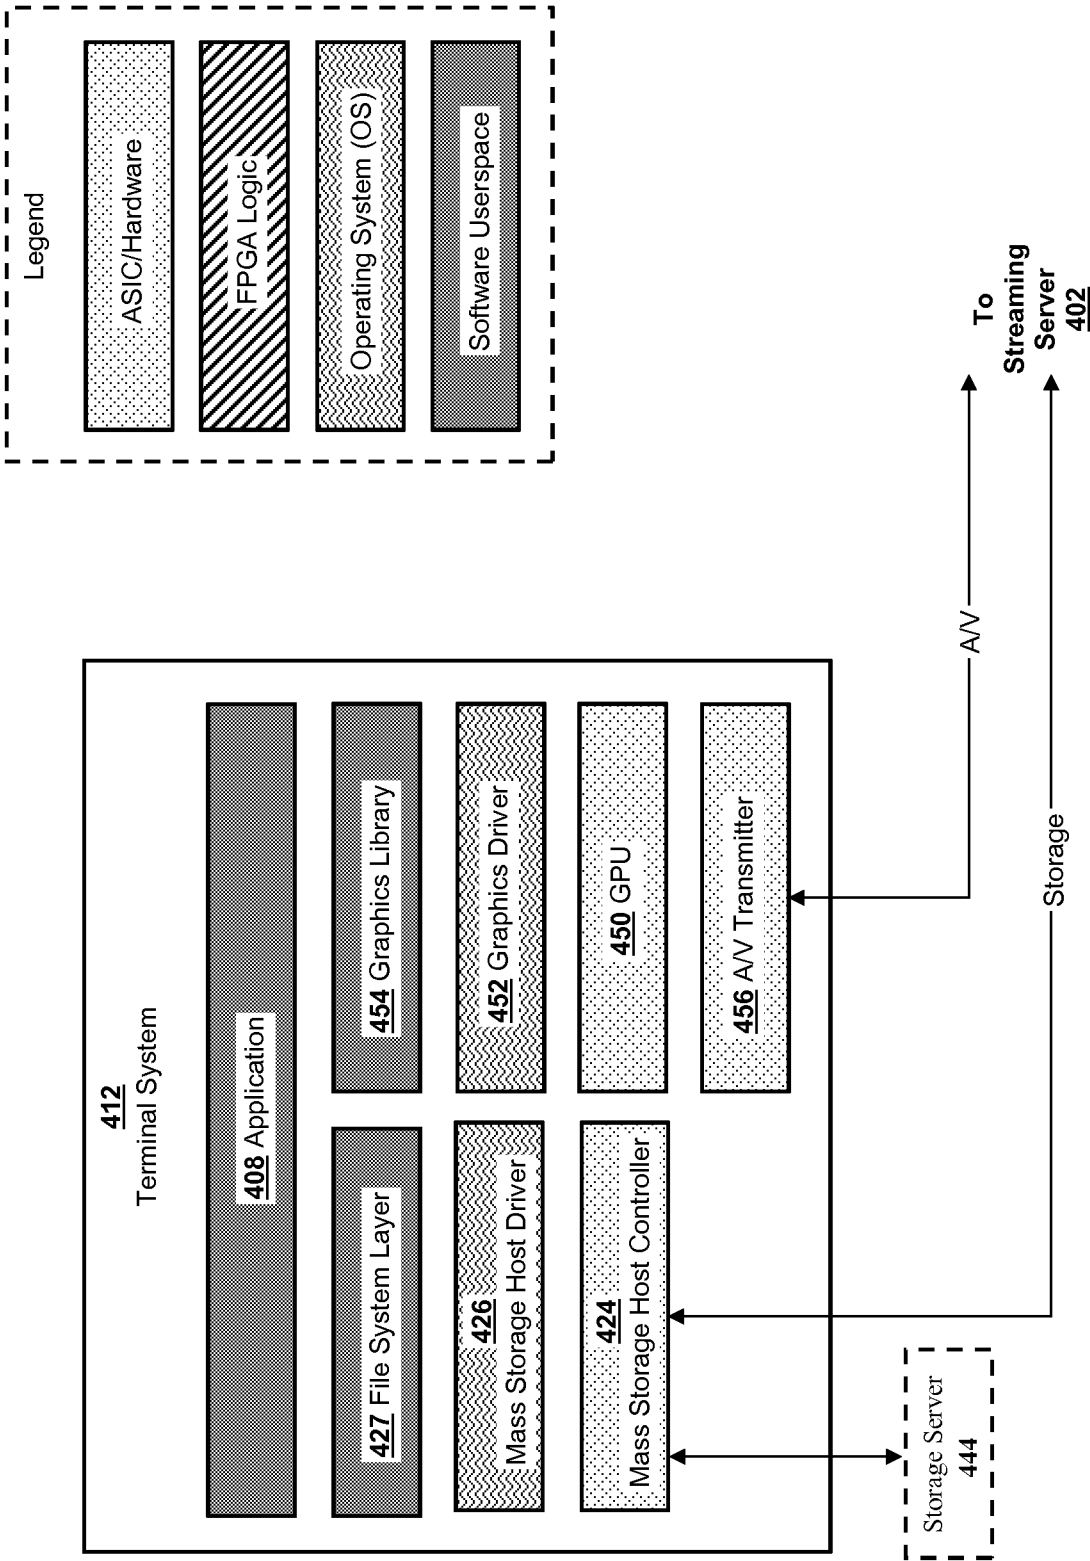 412
Terminal System
408 Application
427 File System Layer
454 Graphics Library
426
Mass Storage Host Driver
452 Graphics Driver
424
Mass Storage Host Controller
450 GPU
456 A/V Transmitter
Storage Server
444
A/V
Storage
To
Streaming
Server
402
Legend
ASIC/Hardware
FPGA Logic
Operating System (OS)
Software Userspace